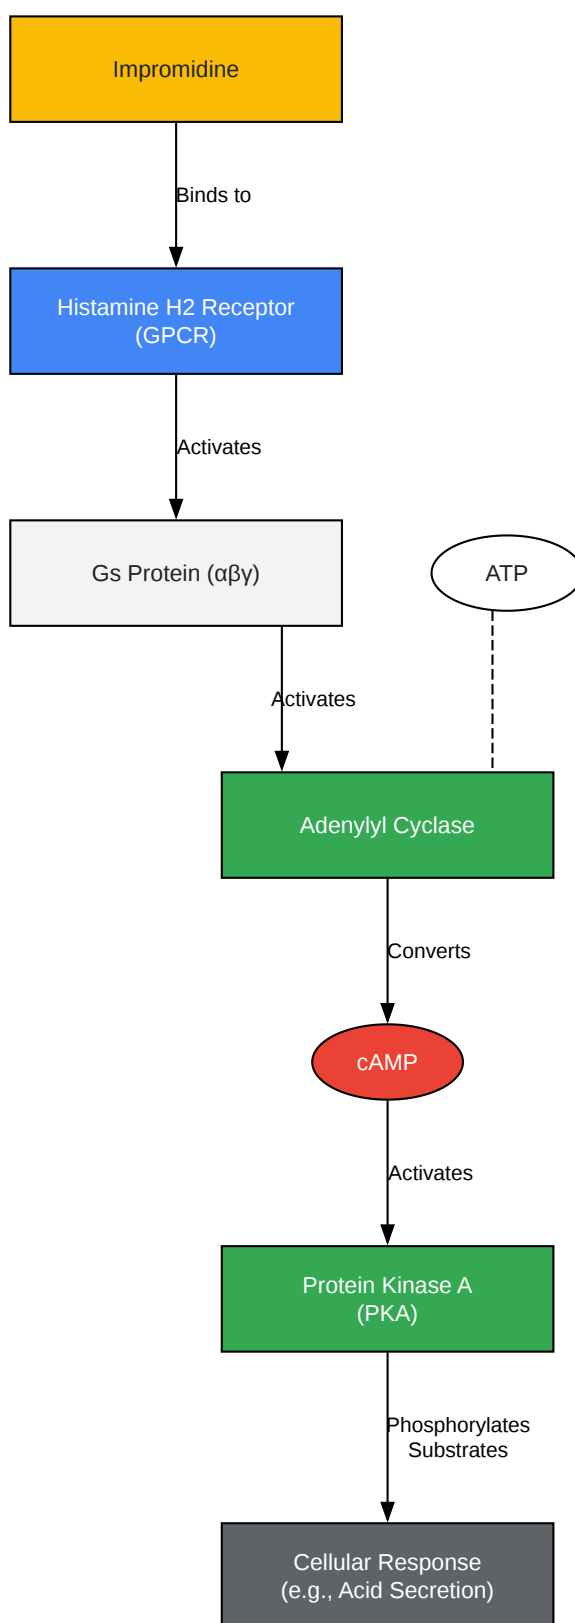 Impromidine
Binds to
Histamine H2 Receptor
(GPCR)
Activates
Gs Protein (αβγ)
ATP
Activates
Adenylyl Cyclase
Converts
cAMP
Activates
Protein Kinase A
(PKA)
Phosphorylates
Substrates
Cellular Response
(e.g., Acid Secretion)